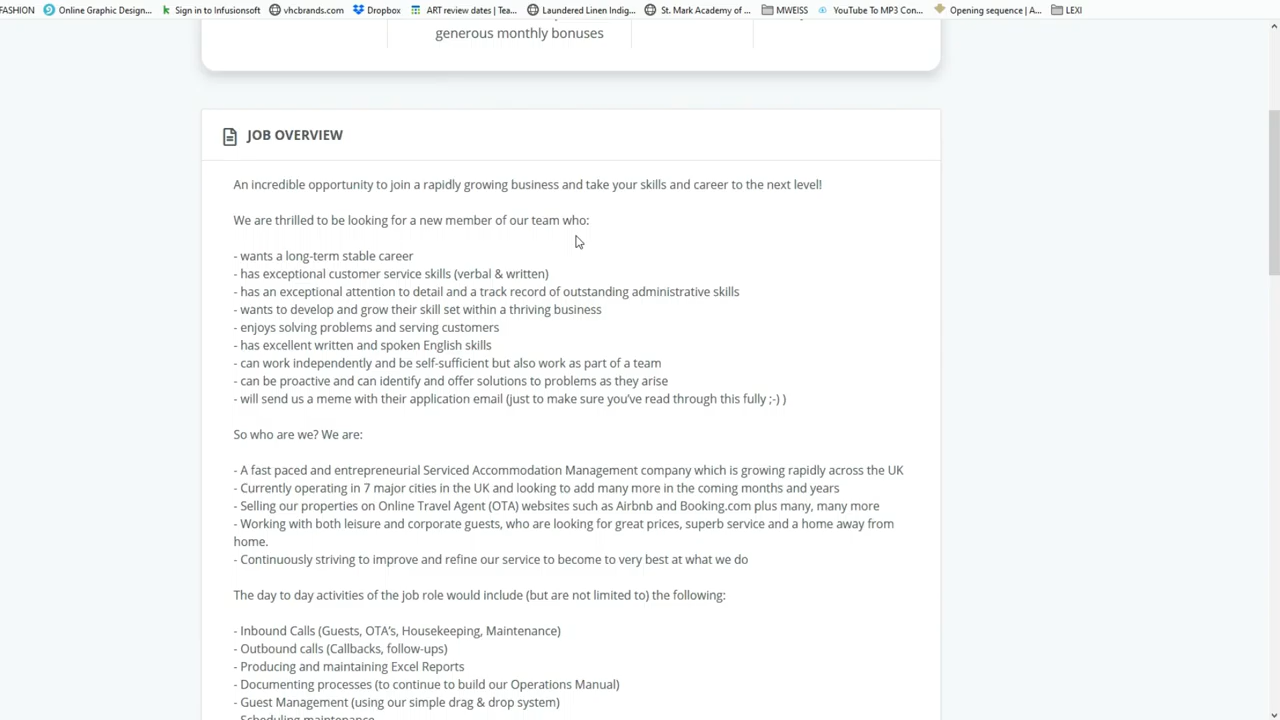 FASHION Online Graphic Design... Sign in to Infusionsoft vhcbrands.com Dropbox ART review dates | Tea... Laundered Linen Indig... St. Mark Academy of ... MWEISS YouTube To MP3 Con... Opening sequence | A... LEXI
generous monthly bonuses
JOB OVERVIEW
An incredible opportunity to join a rapidly growing business and take your skills and career to the next level!
We are thrilled to be looking for a new member of our team who:
- wants a long-term stable career
- has exceptional customer service skills (verbal & written)
- has an exceptional attention to detail and a track record of outstanding administrative skills
- wants to develop and grow their skill set within a thriving business
- enjoys solving problems and serving customers
- has excellent written and spoken English skills
- can work independently and be self-sufficient but also work as part of a team
- can be proactive and can identify and offer solutions to problems as they arise
- will send us a meme with their application email (just to make sure you've read through this fully ;-) )
So who are we? We are:
- A fast paced and entrepreneurial Serviced Accommodation Management company which is growing rapidly across the UK
- Currently operating in 7 major cities in the UK and looking to add many more in the coming months and years
- Selling our properties on Online Travel Agent (OTA) websites such as Airbnb and Booking.com plus many, many more
- Working with both leisure and corporate guests, who are looking for great prices, superb service and a home away from
home.
- Continuously striving to improve and refine our service to become to very best at what we do
The day to day activities of the job role would include (but are not limited to) the following:
- Inbound Calls (Guests, OTA's, Housekeeping, Maintenance)
- Outbound calls (Callbacks, follow-ups)
- Producing and maintaining Excel Reports
- Documenting processes (to continue to build our Operations Manual)
- Guest Management (using our simple drag & drop system)
- Scheduling maintenance